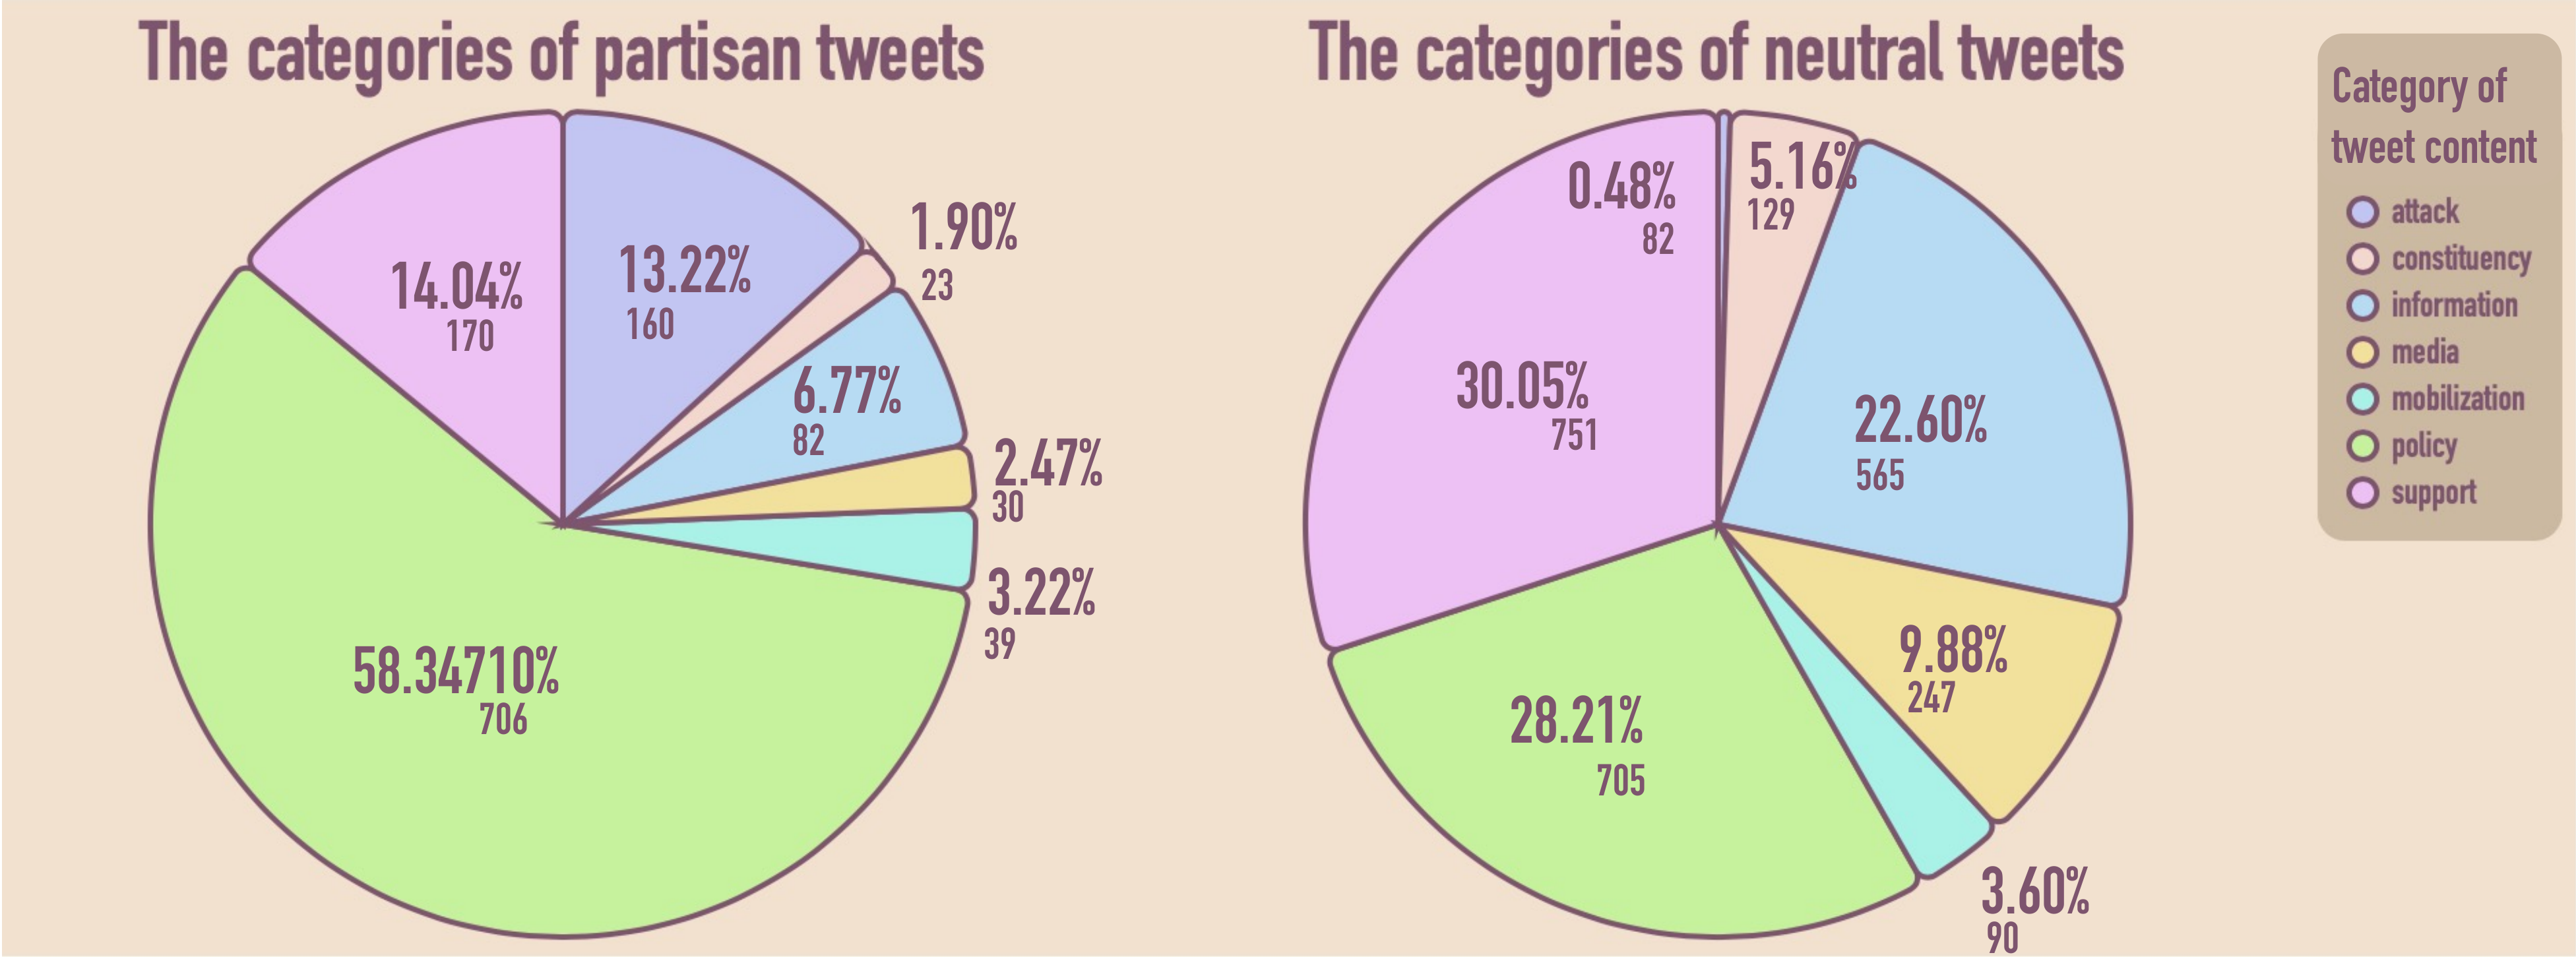 The categories of partisan tweets
14.04%
170
13.22%
160
1.90%
23
6.77%
82
2.47%
30
3.22%
39
58.34710%
706
The categories of neutral tweets
0.48%
82
5.16%
129
30.05%
751
22.60%
565
9.88%
247
28.21%
705
3.60%
90
Category of
tweet content
attack
constituency
information
media
mobilization
policy
support